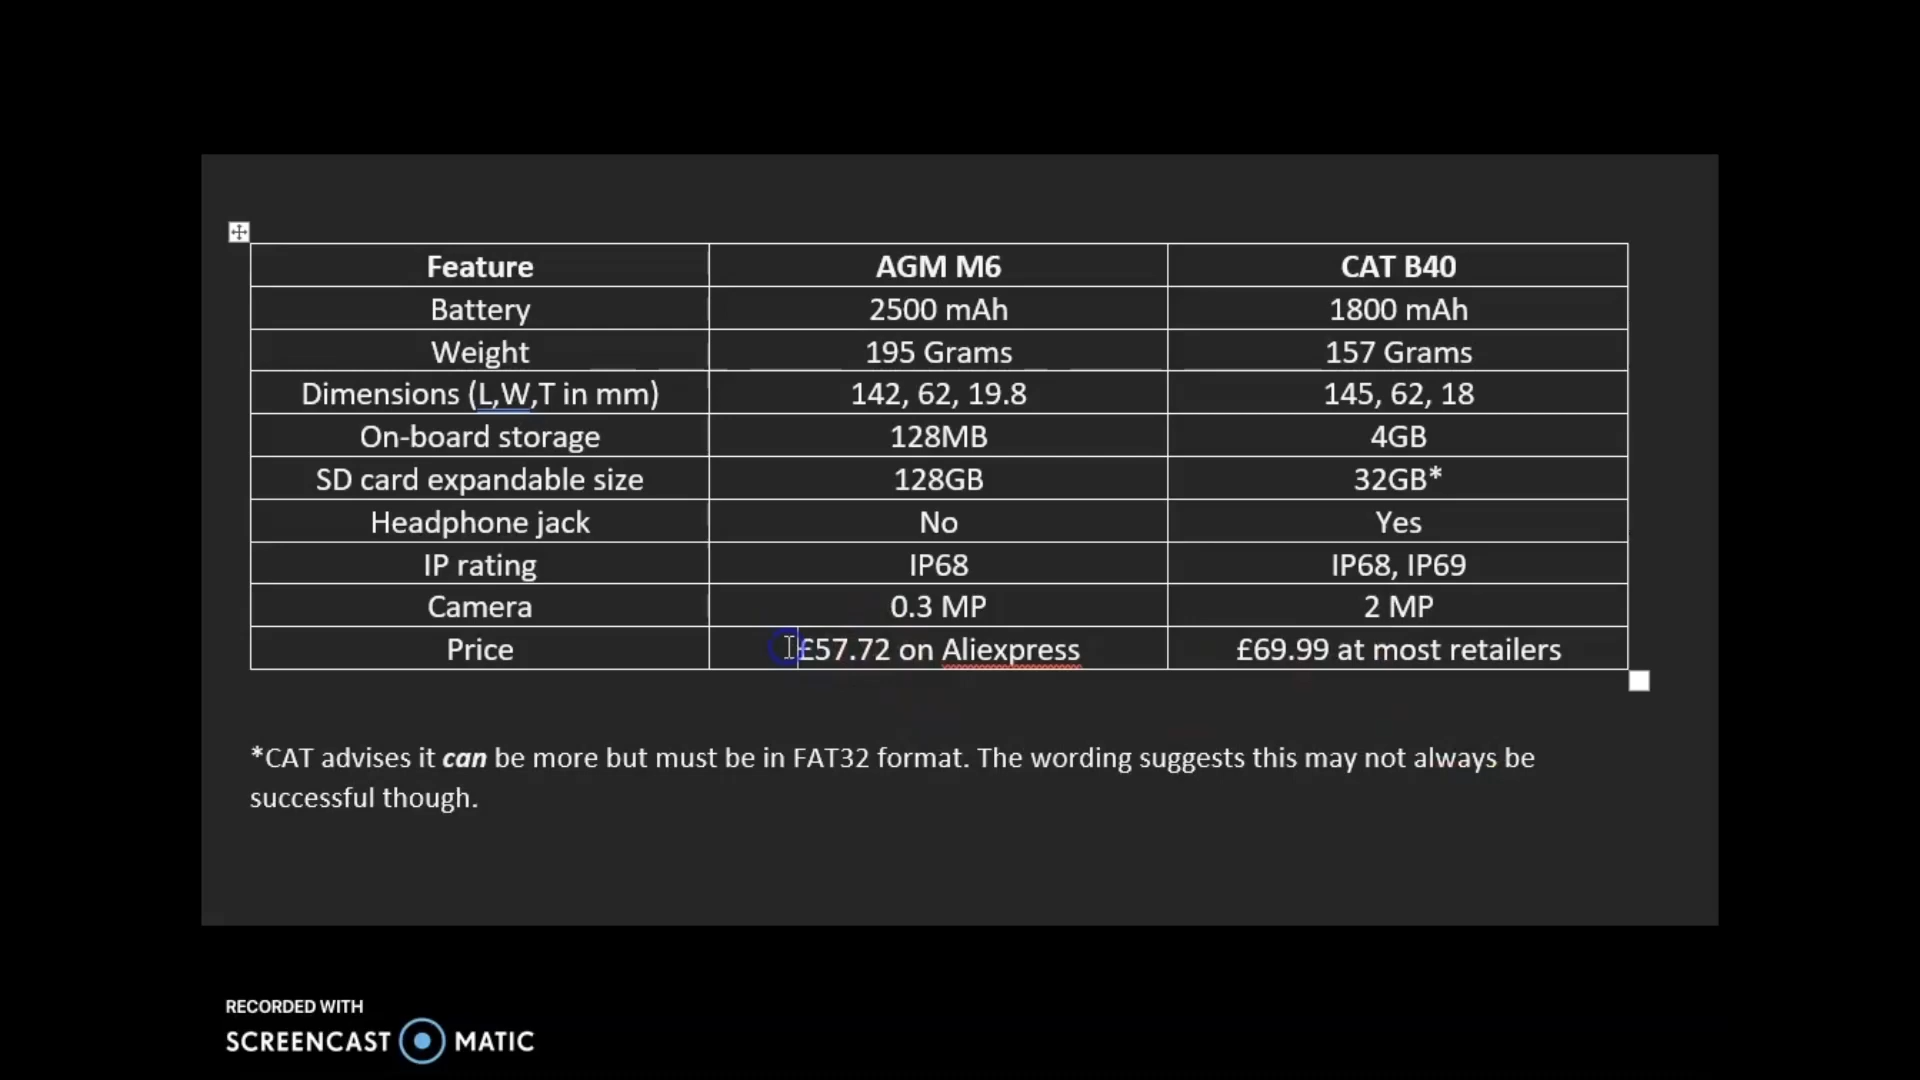 Feature AGM M6 CAT B40
Battery 2500 mAh 1800 mAh
Weight 195 Grams 157 Grams
Dimensions (L,W,T in mm) 142, 62, 19.8 145, 62, 18
On-board storage 128MB 4GB
SD card expandable size 128GB 32GB*
Headphone jack No Yes
IP rating IP68 IP68, IP69
Camera 0.3 MP 2 MP
Price £57.72 on Aliexpress £69.99 at most retailers
*CAT advises it can be more but must be in FAT32 format. The wording suggests this may not always be
successful though.
RECORDED WITH
SCREENCAST MATIC